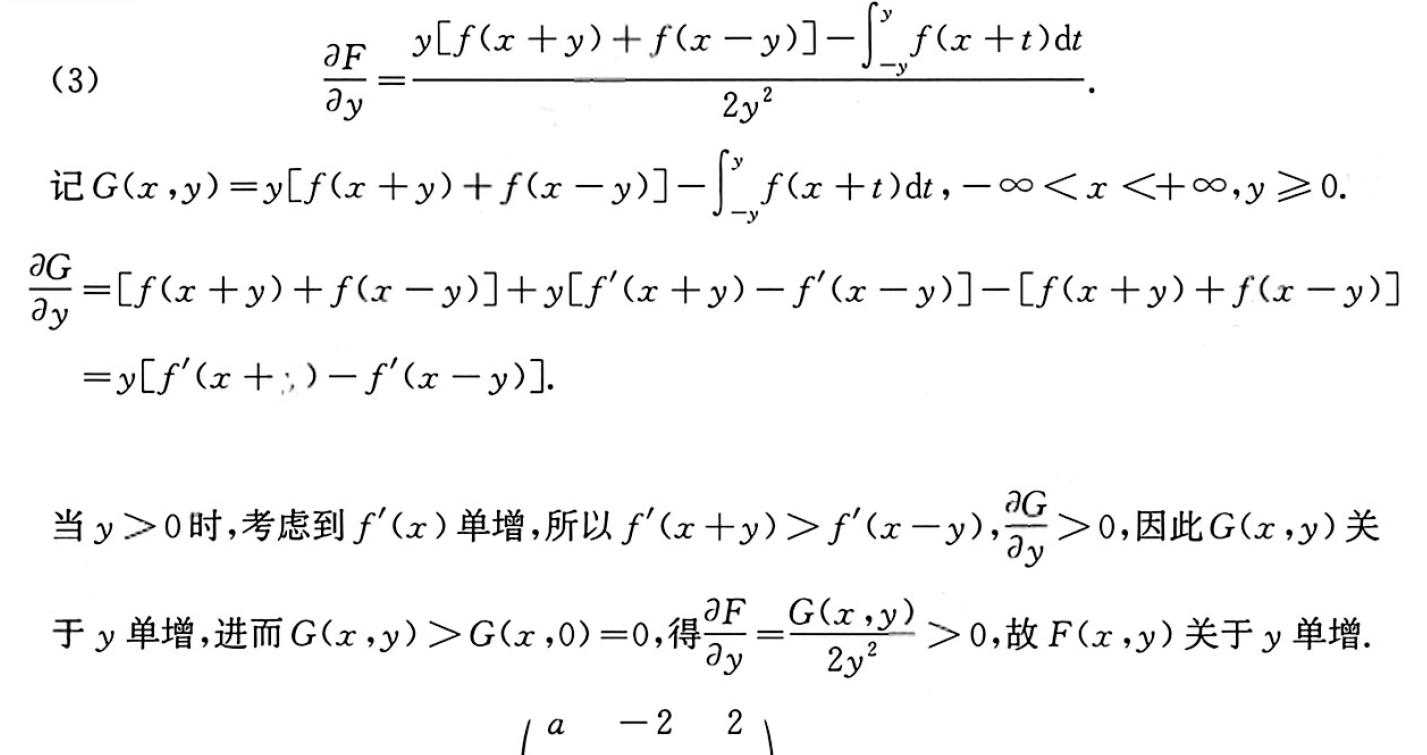 (3) ∂F/∂y = {y[f(x+y)+f(x-y)]-∫_{-y}^{y} f(x+t)dt}/{2y²}.
记G(x,y)=y[f(x+y)+f(x-y)]-∫_{-y}^{y} f(x+t)dt,-∞<x<+∞,y⩾0.
∂G/∂y=[f(x+y)+f(x-y)]+y[f′(x+y)-f′(x-y)]-[f(x+y)+f(x-y)]
=y[f′(x+ )-f′(x-y)].
当y>0时,考虑到f′(x)单增,所以f′(x+y)>f′(x-y),∂G/∂y>0,因此G(x,y)关
于y单增,进而G(x,y)>G(x,0)=0,得∂F/∂y=G(x,y)/2y²>0,故F(x,y)关于y单增.
a -2 2